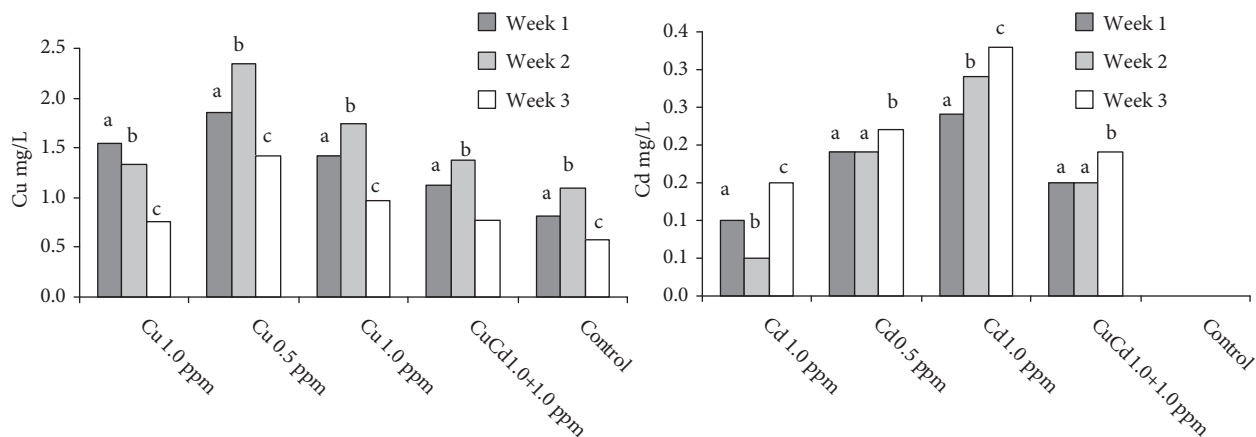 Week 1
Week 2
Week 3
Cu mg/L
2.5
2.0
1.5
1.0
0.5
0.0
a
b
c
a
b
c
a
b
c
a
b
c
a
b
c
Cu 1.0 ppm
Cu 0.5 ppm
Cu 1.0 ppm
CuCd1.0+1.0 ppm
Control
Week 1
Week 2
Week 3
Cd mg/L
0.4
0.3
0.3
0.2
0.2
0.1
0.1
0.0
a
b
c
a
a
b
a
b
c
a
a
b
Cd 1.0 ppm
Cd0.5 ppm
Cd1.0 ppm
CuCd1.0+1.0 ppm
Control